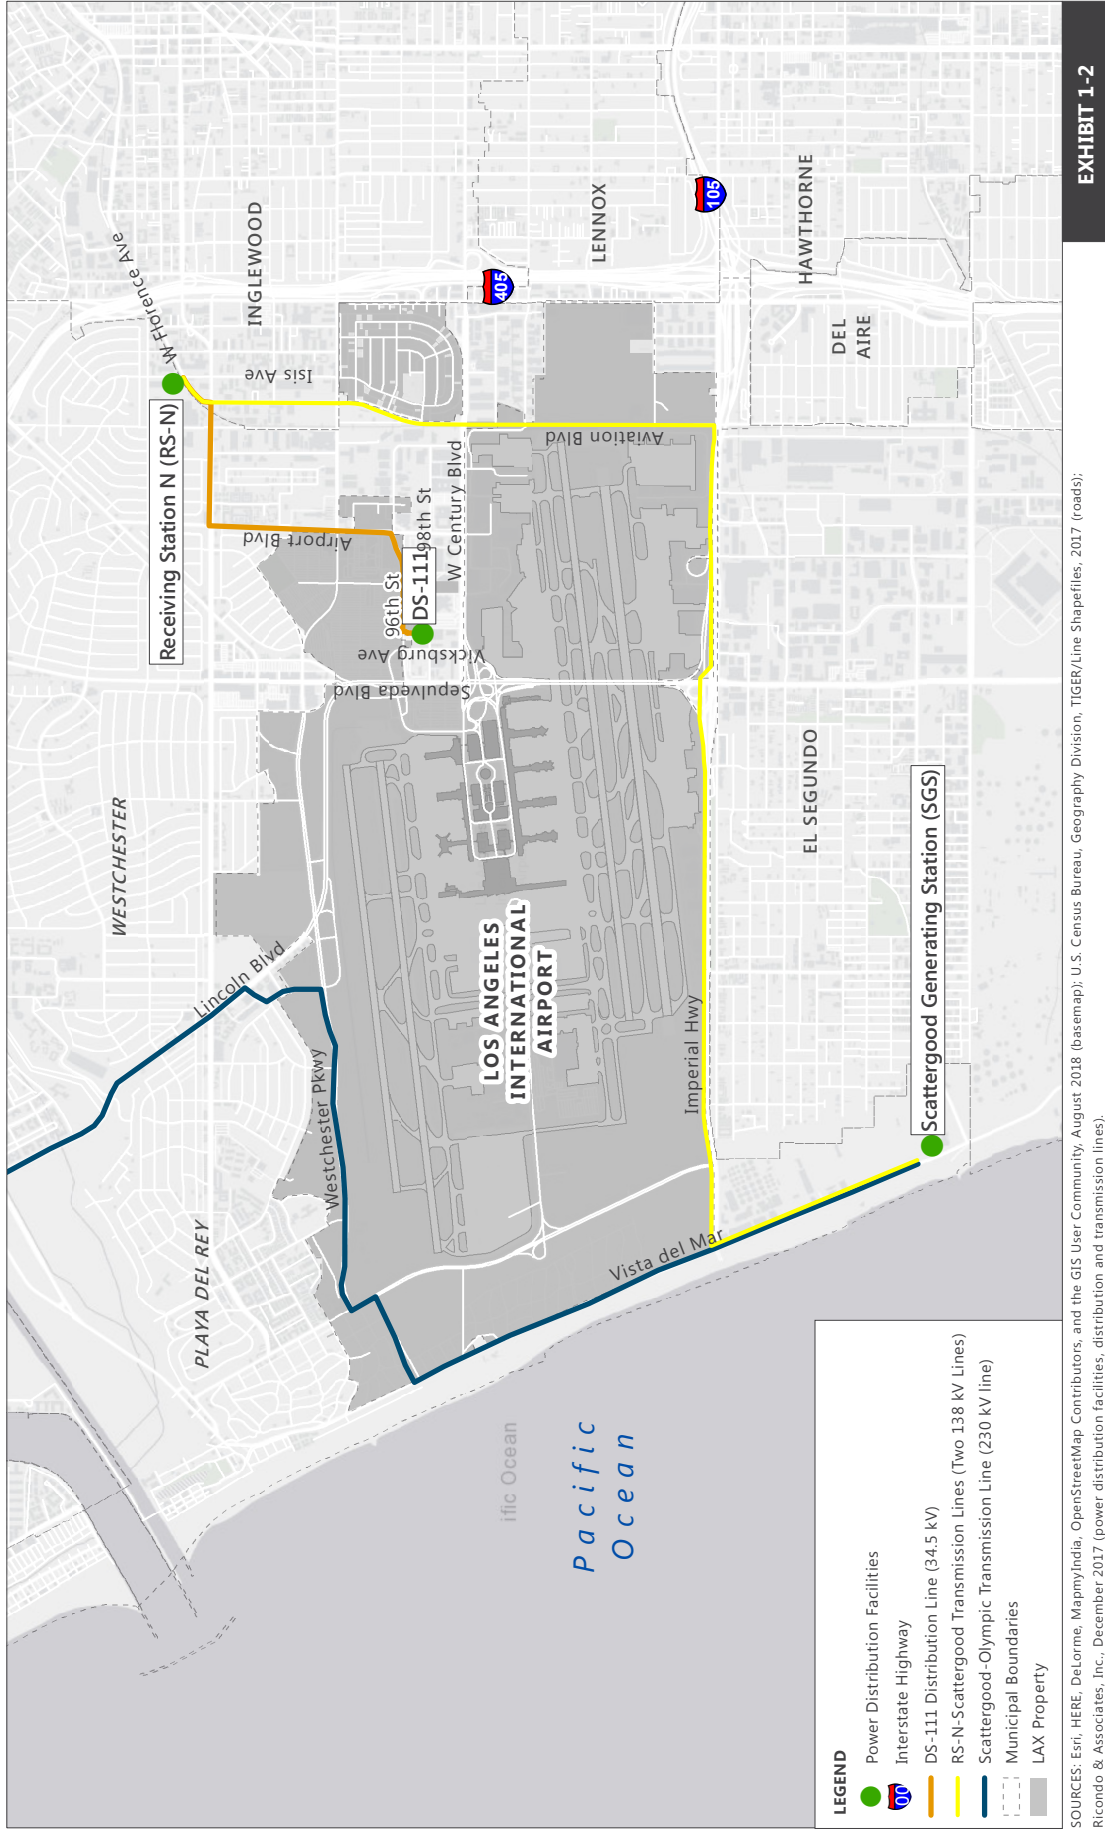 WESTCHESTER
PLAYA DEL REY
Lincoln Blvd
Westchester Pkwy
Receiving Station N (RS-N)
W Florence Ave
INGLEWOOD
Isis Ave
Airport Blvd
96th St
98th St
DS-111
Vicksburg Ave
Sepulveda Blvd
W Century Blvd
405
LENNOX
LOS ANGELES
INTERNATIONAL
AIRPORT
Aviation Blvd
105
Imperial Hwy
Vista del Mar
HAWTHORNE
DEL
AIRE
EL SEGUNDO
Scattergood Generating Station (SGS)
ific Ocean
Pacific
Ocean
LEGEND
Power Distribution Facilities
00
Interstate Highway
DS-111 Distribution Line (34.5 kV)
RS-N-Scattergood Transmission Lines (Two 138 kV Lines)
Scattergood-Olympic Transmission Line (230 kV line)
Municipal Boundaries
LAX Property
SOURCES: Esri, HERE, DeLorme, MapmyIndia, OpenStreetMap Contributors, and the GIS User Community, August 2018 (basemap); U.S. Census Bureau, Geography Division, TIGER/Line Shapefiles, 2017 (roads);
Ricondo & Associates, Inc., December 2017 (power distribution facilities, distribution and transmission lines).
EXHIBIT 1-2